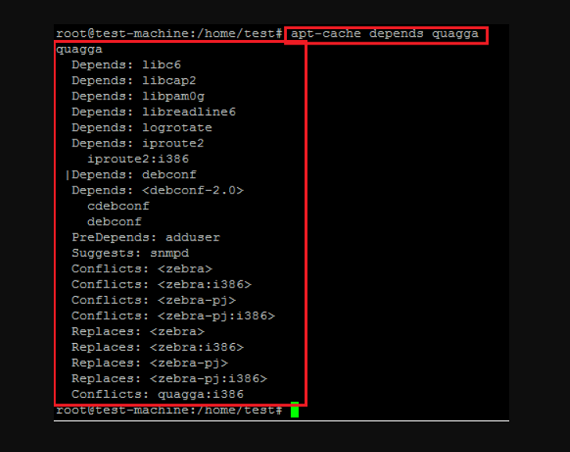 root@test-machine:/home/test# apt-cache depends quagga
quagga
  Depends: libc6
  Depends: libcap2
  Depends: libpam0g
  Depends: libreadline6
  Depends: logrotate
  Depends: iproute2
    iproute2:i386
 |Depends: debconf
  Depends: <debconf-2.0>
    cdebconf
    debconf
  PreDepends: adduser
  Suggests: snmpd
  Conflicts: <zebra>
  Conflicts: <zebra:i386>
  Conflicts: <zebra-pj>
  Conflicts: <zebra-pj:i386>
  Replaces: <zebra>
  Replaces: <zebra:i386>
  Replaces: <zebra-pj>
  Replaces: <zebra-pj:i386>
  Conflicts: quagga:i386
root@test-machine:/home/test#